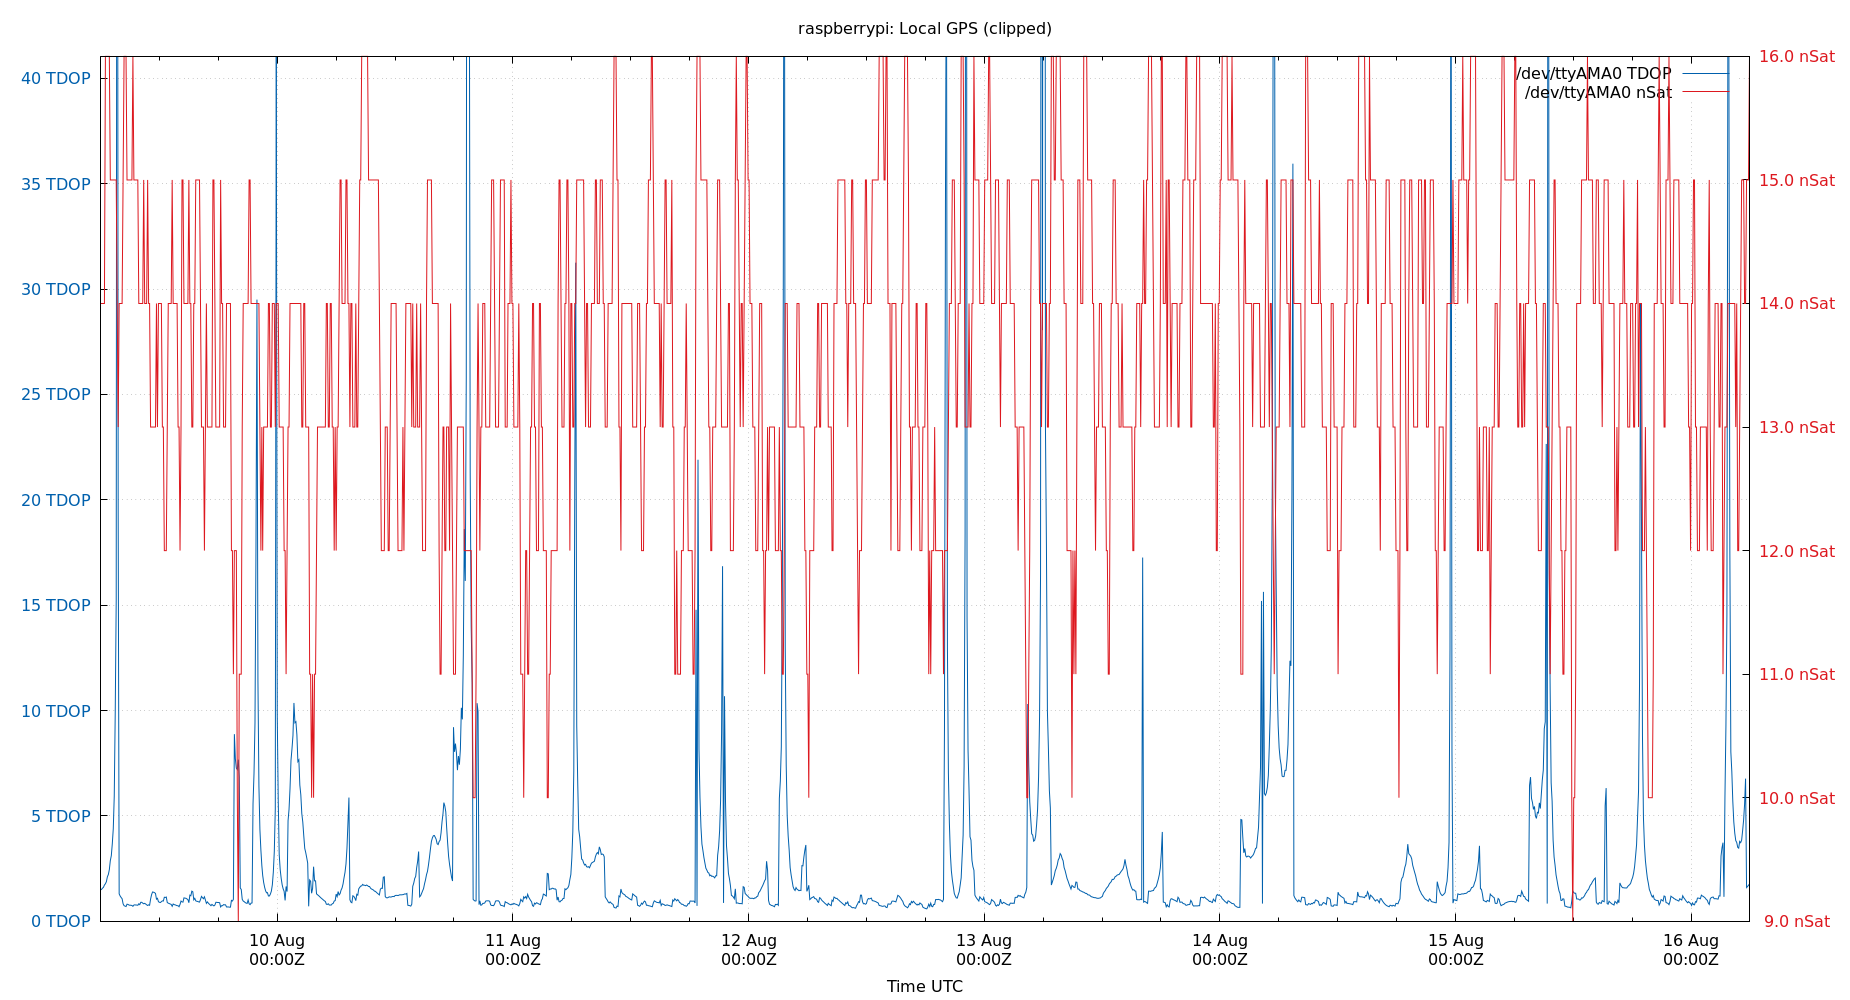 raspberrypi: Local GPS (clipped)
40 TDOP
35 TDOP
30 TDOP
25 TDOP
20 TDOP
15 TDOP
10 TDOP
5 TDOP
0 TDOP
16.0 nSat
15.0 nSat
14.0 nSat
13.0 nSat
12.0 nSat
11.0 nSat
10.0 nSat
9.0 nSat
/dev/ttyAMA0 TDOP
/dev/ttyAMA0 nSat
10 Aug 11 Aug 12 Aug 13 Aug 14 Aug 15 Aug 16 Aug
00:00Z 00:00Z 00:00Z 00:00Z 00:00Z 00:00Z 00:00Z
Time UTC